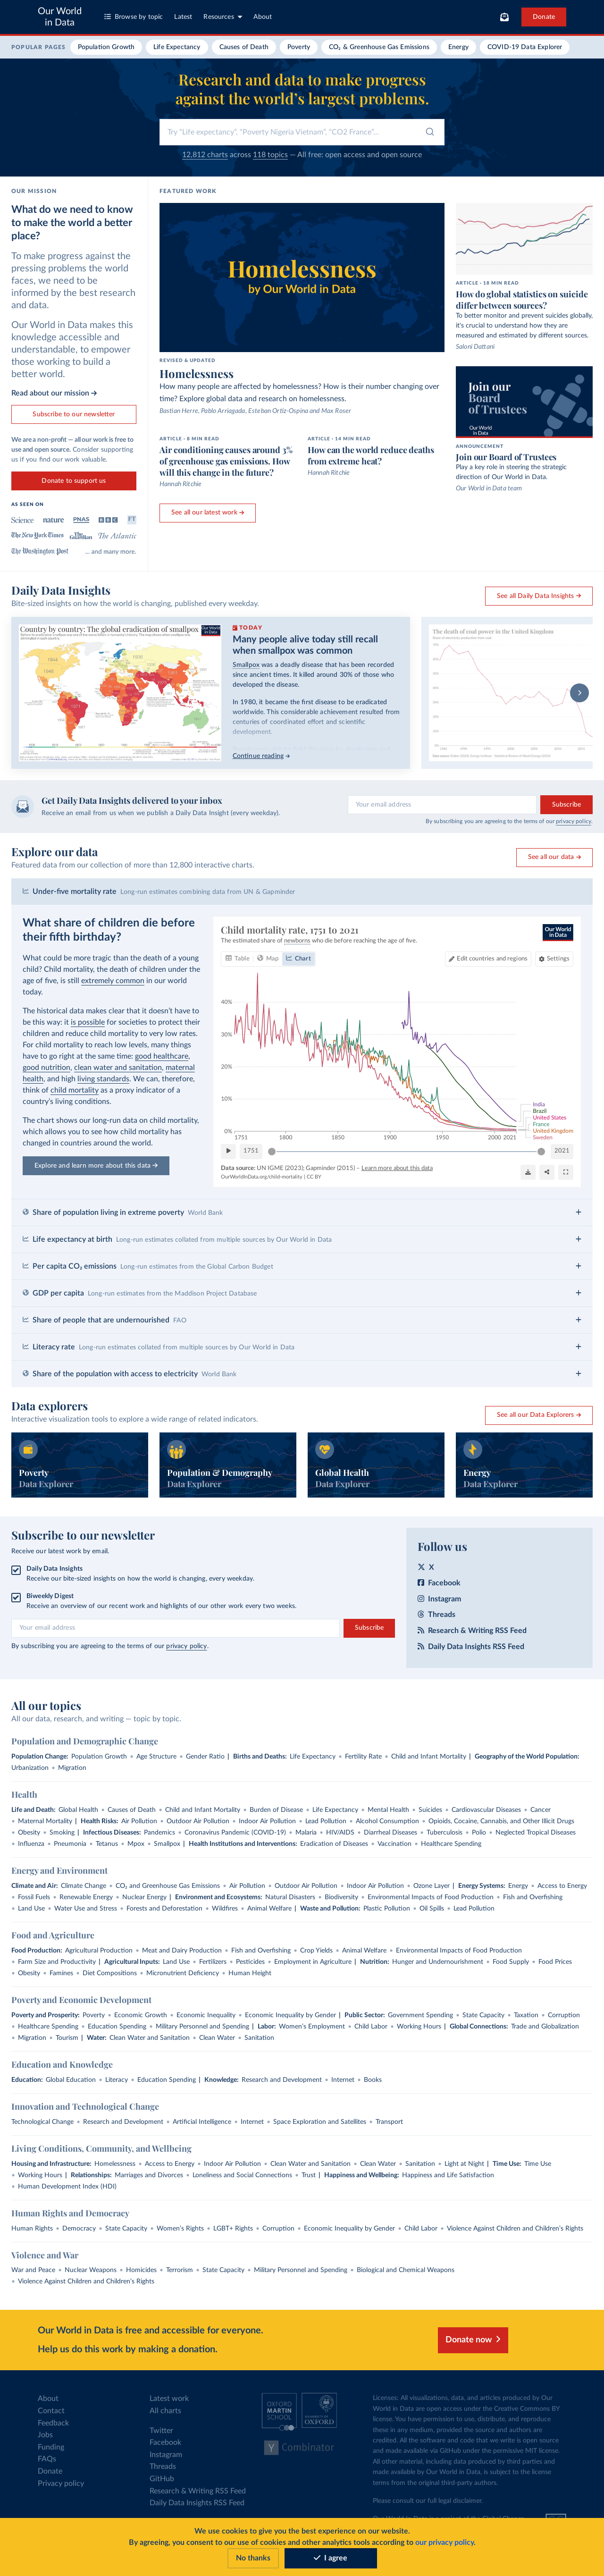 Our World
in Data
Browse by topic
Latest
Resources
About
Donate
POPULAR PAGES
Population Growth
Life Expectancy
Causes of Death
Poverty
CO₂ & Greenhouse Gas Emissions
Energy
COVID-19 Data Explorer
Research and data to make progress
against the world's largest problems.
Try "Life expectancy", "Poverty Nigeria Vietnam", "CO2 France"...
12,812 charts across 118 topics — All free: open access and open source
OUR MISSION
What do we need to know
to make the world a better
place?
To make progress against the
pressing problems the world
faces, we need to be
informed by the best research
and data.
Our World in Data makes this
knowledge accessible and
understandable, to empower
those working to build a
better world.
Read about our mission →
Subscribe to our newsletter
We are a non-profit — all our work is free to
use and open source. Consider supporting
us if you find our work valuable.
Donate to support us
AS SEEN ON
Science nature PNAS BBC FT
The New York Times The Guardian The Atlantic
The Washington Post ... and many more.
FEATURED WORK
Homelessness
by Our World in Data
REVISED & UPDATED
Homelessness
How many people are affected by homelessness? How is their number changing over
time? Explore global data and research on homelessness.
Bastian Herre, Pablo Arriagada, Esteban Ortiz-Ospina and Max Roser
ARTICLE • 8 MIN READ
Air conditioning causes around 3%
of greenhouse gas emissions. How
will this change in the future?
Hannah Ritchie
ARTICLE • 14 MIN READ
How can the world reduce deaths
from extreme heat?
Hannah Ritchie
See all our latest work →
ARTICLE • 18 MIN READ
How do global statistics on suicide
differ between sources?
To better monitor and prevent suicides globally,
it's crucial to understand how they are
measured and estimated by different sources.
Saloni Dattani
Join our
Board of
Trustees
Our World
in Data
ANNOUNCEMENT
Join our Board of Trustees
Play a key role in steering the strategic
direction of Our World in Data.
Our World in Data team
Daily Data Insights
Bite-sized insights on how the world is changing, published every weekday.
See all Daily Data Insights →
Country by country: The global eradication of smallpox
TODAY
Many people alive today still recall
when smallpox was common
Smallpox was a deadly disease that has been recorded
since ancient times. It killed around 30% of those who
developed the disease.
In 1980, it became the first disease to be eradicated
worldwide. This considerable achievement resulted from
centuries of coordinated effort and scientific
development.
Continue reading →
The death of coal power in the United Kingdom
Get Daily Data Insights delivered to your inbox
Receive an email from us when we publish a Daily Data Insight (every weekday).
Your email address
Subscribe
By subscribing you are agreeing to the terms of our privacy policy.
Explore our data
Featured data from our collection of more than 12,800 interactive charts.
See all our data →
Under-five mortality rate Long-run estimates combining data from UN & Gapminder
What share of children die before
their fifth birthday?
What could be more tragic than the death of a young
child? Child mortality, the death of children under the
age of five, is still extremely common in our world
today.
The historical data makes clear that it doesn't have to
be this way: it is possible for societies to protect their
children and reduce child mortality to very low rates.
For child mortality to reach low levels, many things
have to go right at the same time: good healthcare,
good nutrition, clean water and sanitation, maternal
health, and high living standards. We can, therefore,
think of child mortality as a proxy indicator of a
country's living conditions.
The chart shows our long-run data on child mortality,
which allows you to see how child mortality has
changed in countries around the world.
Explore and learn more about this data →
Child mortality rate, 1751 to 2021
The estimated share of newborns who die before reaching the age of five.
Our World
in Data
Table
Map
Chart
Edit countries and regions
Settings
40%
30%
20%
10%
0%
1751 1800 1850 1900 1950 2000 2021
India
Brazil
United States
France
United Kingdom
Sweden
1751
2021
Data source: UN IGME (2023); Gapminder (2015) – Learn more about this data
OurWorldInData.org/child-mortality | CC BY
Share of population living in extreme poverty World Bank +
Life expectancy at birth Long-run estimates collated from multiple sources by Our World in Data +
Per capita CO₂ emissions Long-run estimates from the Global Carbon Budget +
GDP per capita Long-run estimates from the Maddison Project Database +
Share of people that are undernourished FAO +
Literacy rate Long-run estimates collated from multiple sources by Our World in Data +
Share of the population with access to electricity World Bank +
Data explorers
Interactive visualization tools to explore a wide range of related indicators.
See all our Data Explorers →
Poverty
Data Explorer
Population & Demography
Data Explorer
Global Health
Data Explorer
Energy
Data Explorer
Subscribe to our newsletter
Receive our latest work by email.
Daily Data Insights
Receive our bite-sized insights on how the world is changing, every weekday.
Biweekly Digest
Receive an overview of our recent work and highlights of our other work every two weeks.
Your email address
Subscribe
By subscribing you are agreeing to the terms of our privacy policy.
Follow us
X
Facebook
Instagram
Threads
Research & Writing RSS Feed
Daily Data Insights RSS Feed
All our topics
All our data, research, and writing — topic by topic.
Population and Demographic Change
Population Change: Population Growth • Age Structure • Gender Ratio | Births and Deaths: Life Expectancy • Fertility Rate • Child and Infant Mortality | Geography of the World Population:
Urbanization • Migration
Health
Life and Death: Global Health • Causes of Death • Child and Infant Mortality • Burden of Disease • Life Expectancy • Mental Health • Suicides • Cardiovascular Diseases • Cancer
• Maternal Mortality | Health Risks: Air Pollution • Outdoor Air Pollution • Indoor Air Pollution • Lead Pollution • Alcohol Consumption • Opioids, Cocaine, Cannabis, and Other Illicit Drugs
• Obesity • Smoking | Infectious Diseases: Pandemics • Coronavirus Pandemic (COVID-19) • Malaria • HIV/AIDS • Diarrheal Diseases • Tuberculosis • Polio • Neglected Tropical Diseases
• Influenza • Pneumonia • Tetanus • Mpox • Smallpox | Health Institutions and Interventions: Eradication of Diseases • Vaccination • Healthcare Spending
Energy and Environment
Climate and Air: Climate Change • CO₂ and Greenhouse Gas Emissions • Air Pollution • Outdoor Air Pollution • Indoor Air Pollution • Ozone Layer | Energy Systems: Energy • Access to Energy
• Fossil Fuels • Renewable Energy • Nuclear Energy | Environment and Ecosystems: Natural Disasters • Biodiversity • Environmental Impacts of Food Production • Fish and Overfishing
• Land Use • Water Use and Stress • Forests and Deforestation • Wildfires • Animal Welfare | Waste and Pollution: Plastic Pollution • Oil Spills • Lead Pollution
Food and Agriculture
Food Production: Agricultural Production • Meat and Dairy Production • Fish and Overfishing • Crop Yields • Animal Welfare • Environmental Impacts of Food Production
• Farm Size and Productivity | Agricultural Inputs: Land Use • Fertilizers • Pesticides • Employment in Agriculture | Nutrition: Hunger and Undernourishment • Food Supply • Food Prices
• Obesity • Famines • Diet Compositions • Micronutrient Deficiency • Human Height
Poverty and Economic Development
Poverty and Prosperity: Poverty • Economic Growth • Economic Inequality • Economic Inequality by Gender | Public Sector: Government Spending • State Capacity • Taxation • Corruption
• Healthcare Spending • Education Spending • Military Personnel and Spending | Labor: Women's Employment • Child Labor • Working Hours | Global Connections: Trade and Globalization
• Migration • Tourism | Water: Clean Water and Sanitation • Clean Water • Sanitation
Education and Knowledge
Education: Global Education • Literacy • Education Spending | Knowledge: Research and Development • Internet • Books
Innovation and Technological Change
Technological Change • Research and Development • Artificial Intelligence • Internet • Space Exploration and Satellites • Transport
Living Conditions, Community, and Wellbeing
Housing and Infrastructure: Homelessness • Access to Energy • Indoor Air Pollution • Clean Water and Sanitation • Clean Water • Sanitation • Light at Night | Time Use: Time Use
• Working Hours | Relationships: Marriages and Divorces • Loneliness and Social Connections • Trust | Happiness and Wellbeing: Happiness and Life Satisfaction
• Human Development Index (HDI)
Human Rights and Democracy
Human Rights • Democracy • State Capacity • Women's Rights • LGBT+ Rights • Corruption • Economic Inequality by Gender • Child Labor • Violence Against Children and Children's Rights
Violence and War
War and Peace • Nuclear Weapons • Homicides • Terrorism • State Capacity • Military Personnel and Spending • Biological and Chemical Weapons
• Violence Against Children and Children's Rights
Our World in Data is free and accessible for everyone.
Help us do this work by making a donation.
Donate now
About
Contact
Feedback
Jobs
Funding
FAQs
Donate
Privacy policy
Latest work
All charts
Twitter
Facebook
Instagram
Threads
GitHub
Research & Writing RSS Feed
Daily Data Insights RSS Feed
OXFORD
MARTIN
SCHOOL
UNIVERSITY OF
OXFORD
Y Combinator
Licenses: All visualizations, data, and articles produced by Our
World in Data are open access under the Creative Commons BY
license. You have permission to use, distribute, and reproduce
these in any medium, provided the source and authors are
credited. All the software and code that we write is open source
and made available via GitHub under the permissive MIT license.
All other material, including data produced by third parties and
made available by Our World in Data, is subject to the license
terms from the original third-party authors.
Please consult our full legal disclaimer.
We use cookies to give you the best experience on our website.
By agreeing, you consent to our use of cookies and other analytics tools according to our privacy policy.
No thanks
I agree